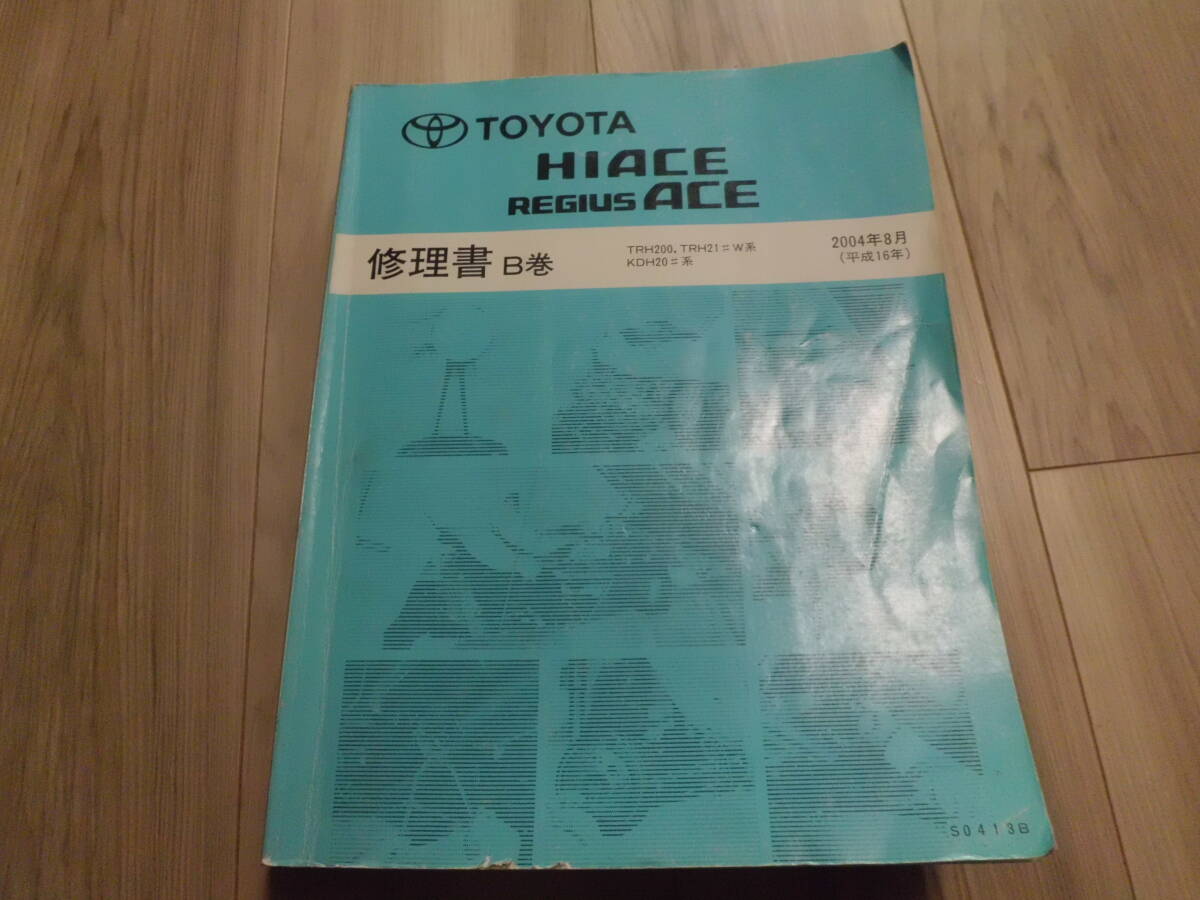 TOYOTA
HIACE
REGIUS ACE
修理書 B巻
TRH200, TRH21#W系
KDH20#系
2004年8月
(平成16年)
S0413B